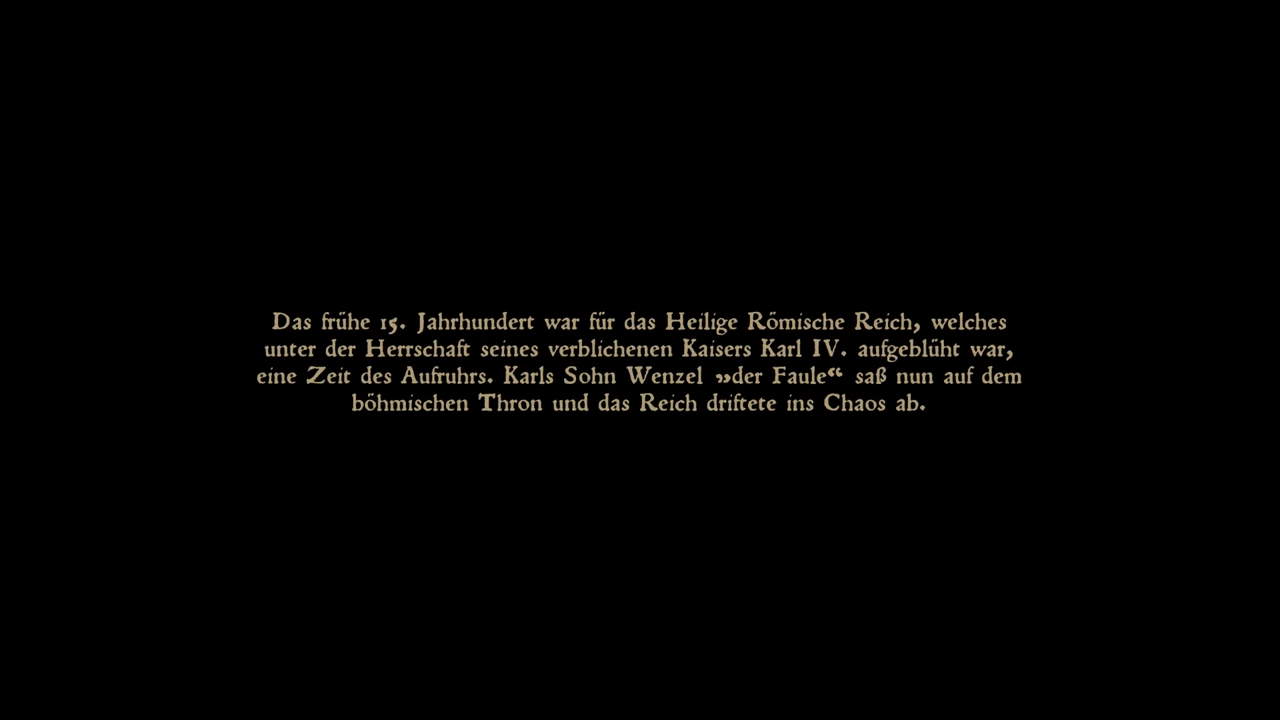 Das frühe 15. Jahrhundert war für das Heilige Römische Reich, welches
unter der Herrschaft seines verblichenen Kaisers Karl IV. aufgeblüht war,
eine Zeit des Aufruhrs. Karls Sohn Wenzel »der Faule“ saß nun auf dem
böhmischen Thron und das Reich driftete ins Chaos ab.